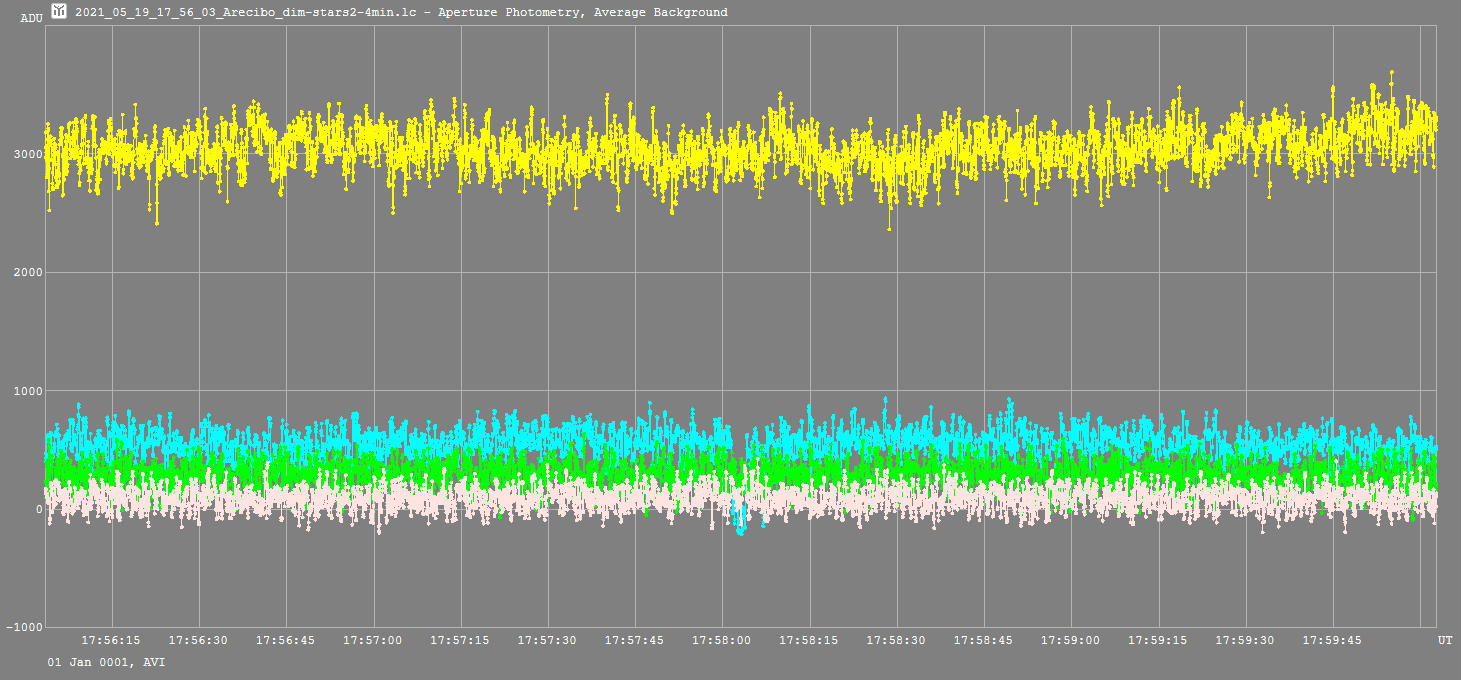 2021_05_19_17_56_03_Arecibo_dim-stars2-4min.lc - Aperture Photometry, Average Background
ADU
3000
2000
1000
0
-1000
17:56:15 17:56:30 17:56:45 17:57:00 17:57:15 17:57:30 17:57:45 17:58:00 17:58:15 17:58:30 17:58:45 17:59:00 17:59:15 17:59:30 17:59:45 UT
01 Jan 0001, AVI